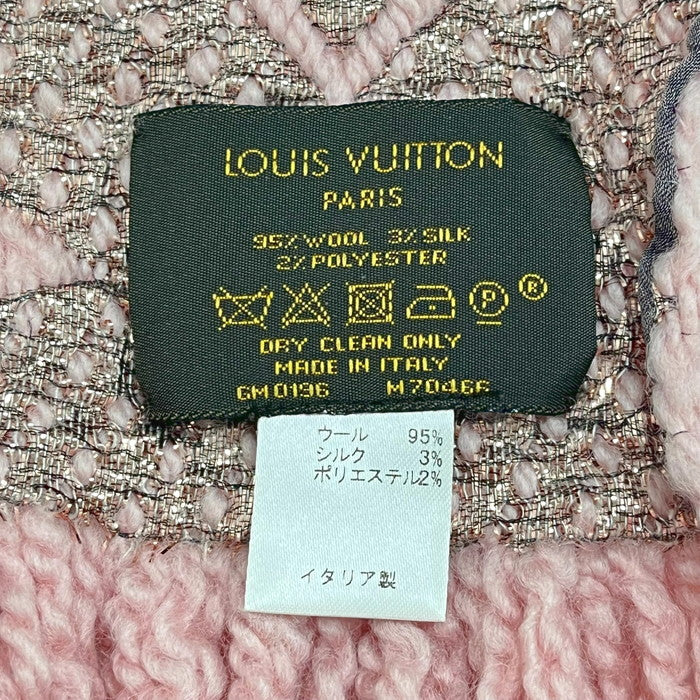 LOUIS VUITTON
PARIS
95% WOOL 3% SILK
2% POLYESTER
P ®
DRY CLEAN ONLY
MADE IN ITALY
GM0196 M70466
ウール 95%
シルク 3%
ポリエステル2%
イタリア製